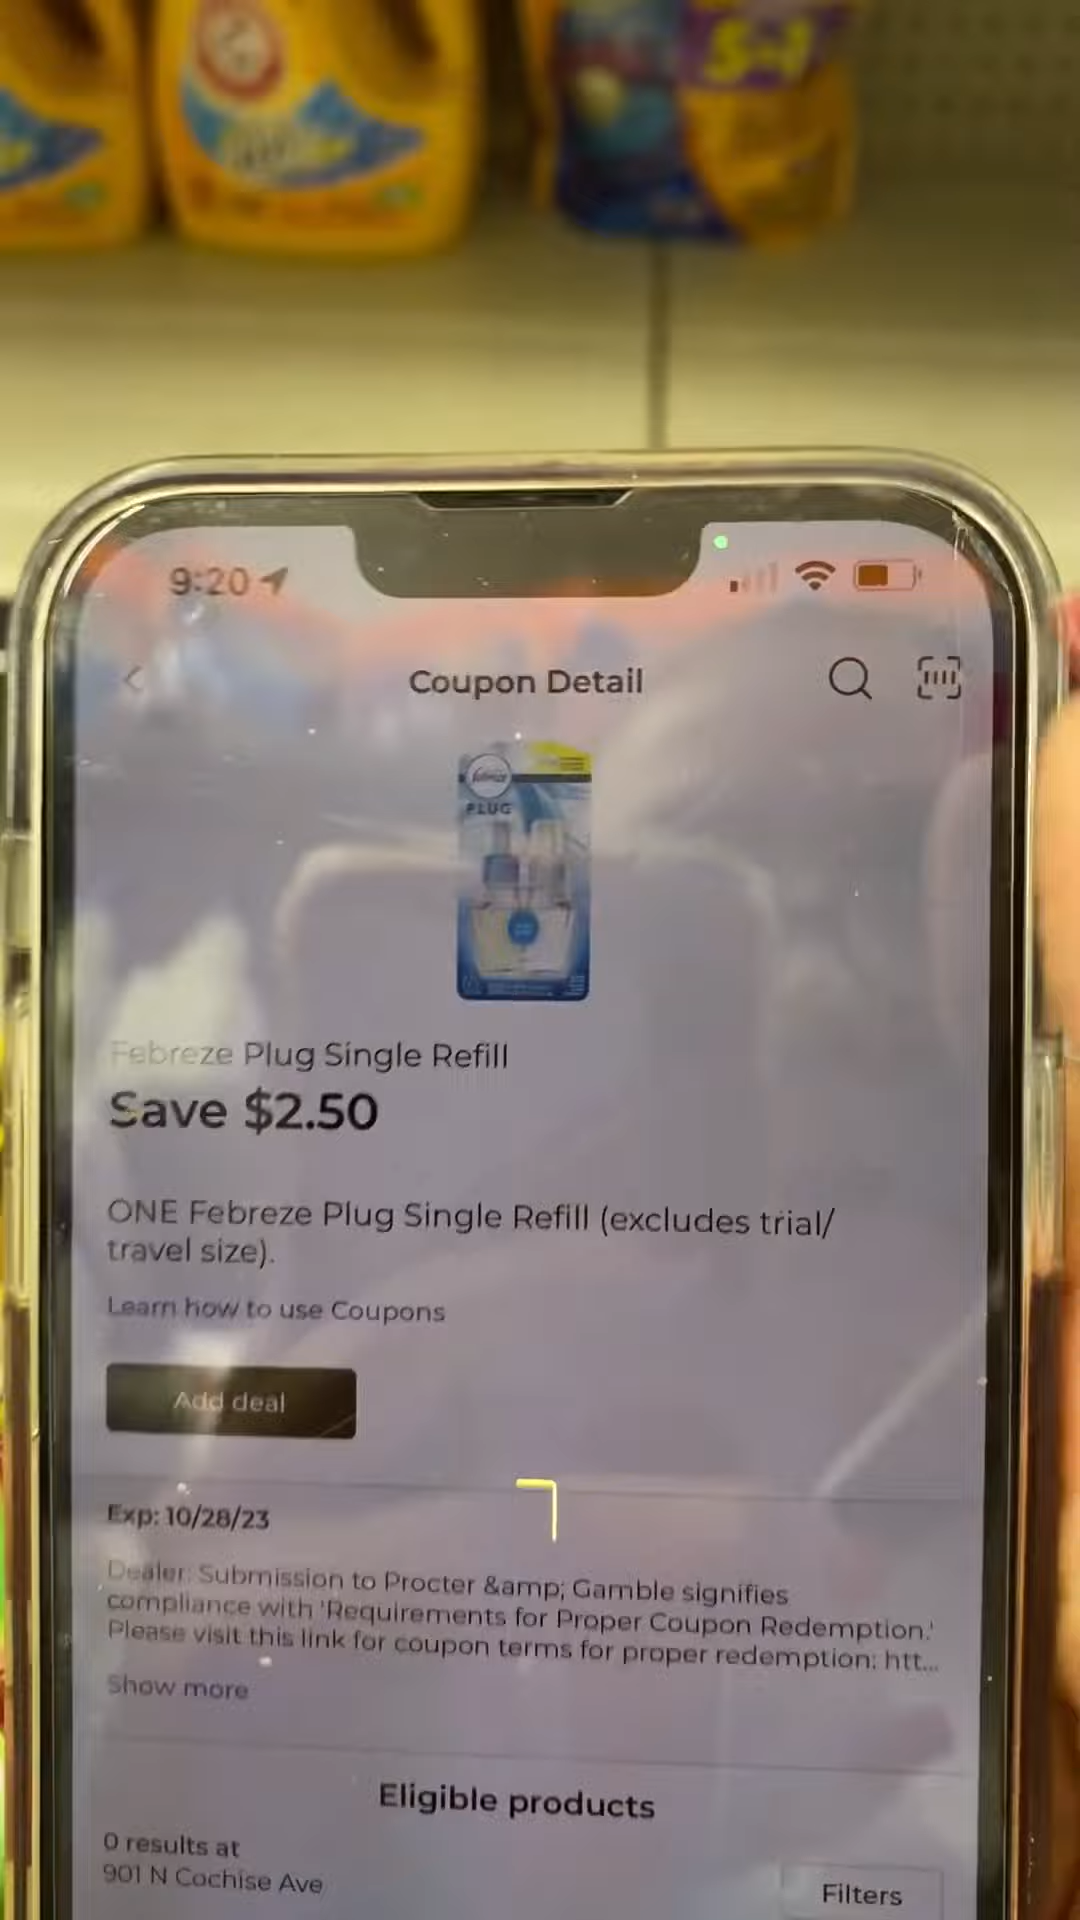 5in1
9:20
Coupon Detail
febreze
PLUG
Febreze Plug Single Refill
Save $2.50
ONE Febreze Plug Single Refill (excludes trial/
travel size).
Learn how to use Coupons
Add deal
Exp: 10/28/23
Dealer: Submission to Procter &amp; Gamble signifies
compliance with 'Requirements for Proper Coupon Redemption.'
Please visit this link for coupon terms for proper redemption: htt...
Show more
Eligible products
0 results at
901 N Cochise Ave
Filters